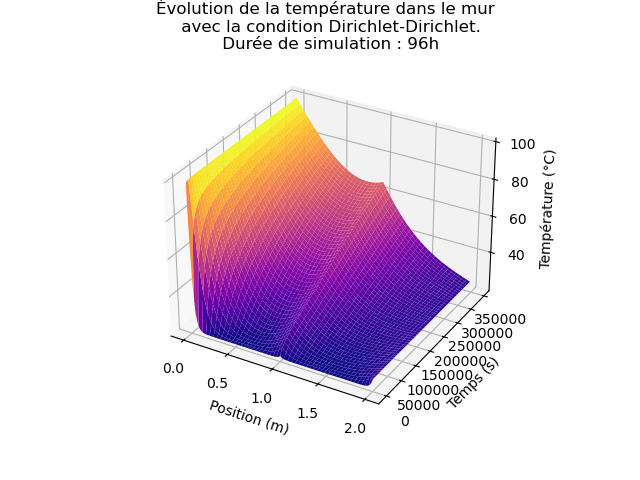 Évolution de la température dans le mur
avec la condition Dirichlet-Dirichlet.
Durée de simulation : 96h
100
80
60
40
Température (°C)
350000
300000
250000
200000
150000
100000
50000
0
Temps (s)
0.0
0.5
1.0
1.5
2.0
Position (m)